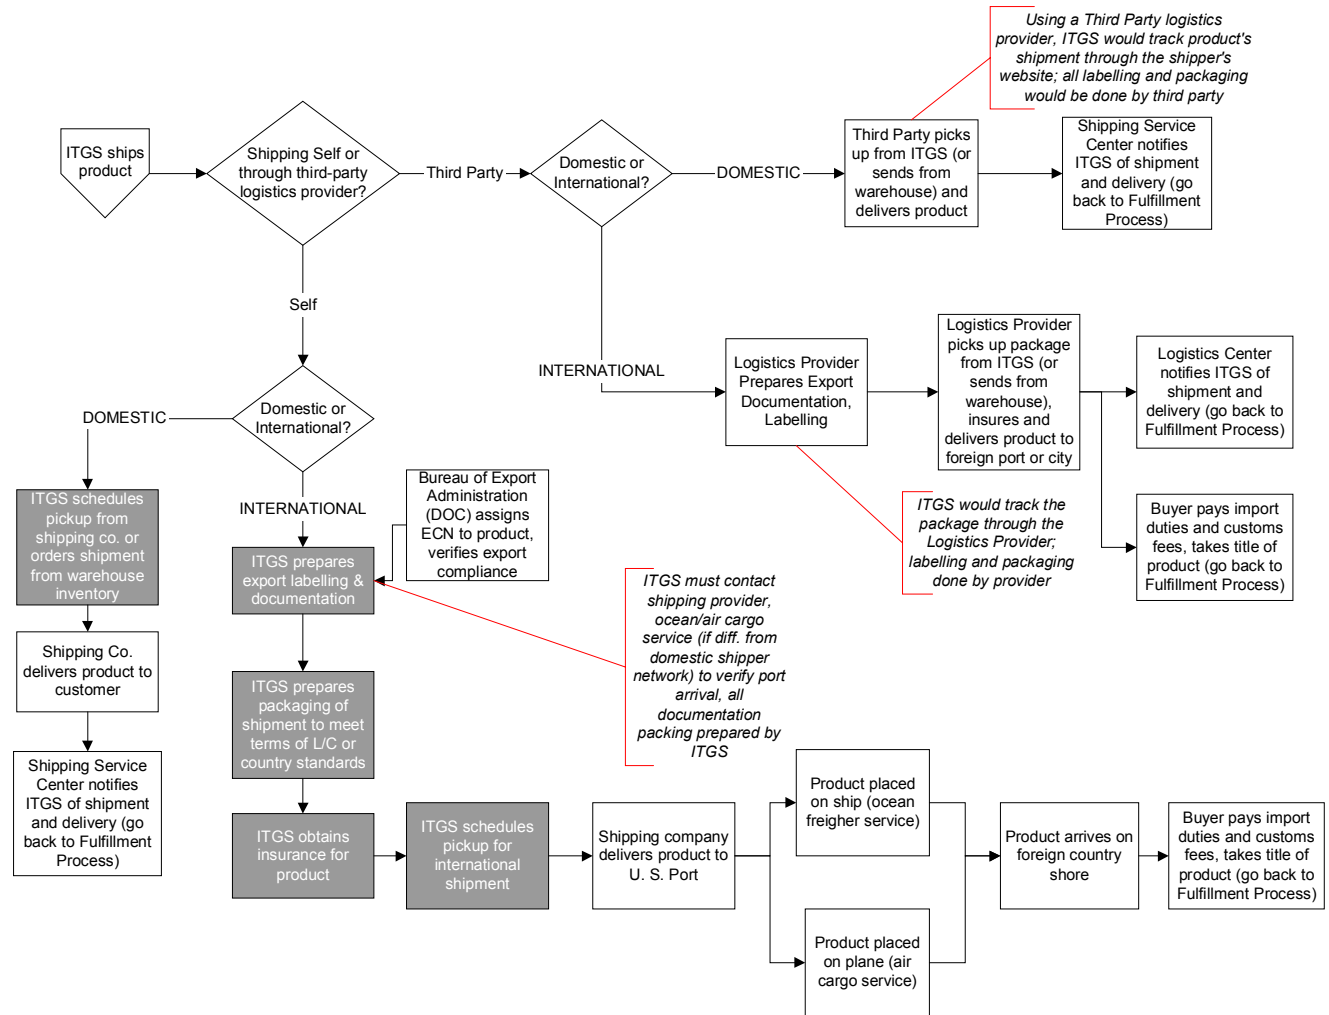 Using a Third Party logistics
provider, ITGS would track product's
shipment through the shipper's
website; all labelling and packaging
would be done by third party
ITGS ships
product
Shipping Self or
through third-party
logistics provider?
Third Party
Domestic or
International?
DOMESTIC
Third Party picks
up from ITGS (or
sends from
warehouse) and
delivers product
Shipping Service
Center notifies
ITGS of shipment
and delivery (go
back to Fulfillment
Process)
Self
INTERNATIONAL
Logistics Provider
Prepares Export
Documentation,
Labelling
Logistics Provider
picks up package
from ITGS (or
sends from
warehouse),
insures and
delivers product to
foreign port or city
Logistics Center
notifies ITGS of
shipment and
delivery (go back to
Fulfillment Process)
Buyer pays import
duties and customs
fees, takes title of
product (go back to
Fulfillment Process)
ITGS would track the
package through the
Logistics Provider;
labelling and packaging
done by provider
Domestic or
International?
DOMESTIC
INTERNATIONAL
ITGS schedules
pickup from
shipping co. or
orders shipment
from warehouse
inventory
Shipping Co.
delivers product to
customer
Shipping Service
Center notifies
ITGS of shipment
and delivery (go
back to Fulfillment
Process)
Bureau of Export
Administration
(DOC) assigns
ECN to product,
verifies export
compliance
ITGS prepares
export labelling &
documentation
ITGS must contact
shipping provider,
ocean/air cargo
service (if diff. from
domestic shipper
network) to verify port
arrival, all
documentation
packing prepared by
ITGS
ITGS prepares
packaging of
shipment to meet
terms of L/C or
country standards
ITGS obtains
insurance for
product
ITGS schedules
pickup for
international
shipment
Shipping company
delivers product to
U. S. Port
Product placed
on ship (ocean
freigher service)
Product placed
on plane (air
cargo service)
Product arrives on
foreign country
shore
Buyer pays import
duties and customs
fees, takes title of
product (go back to
Fulfillment Process)